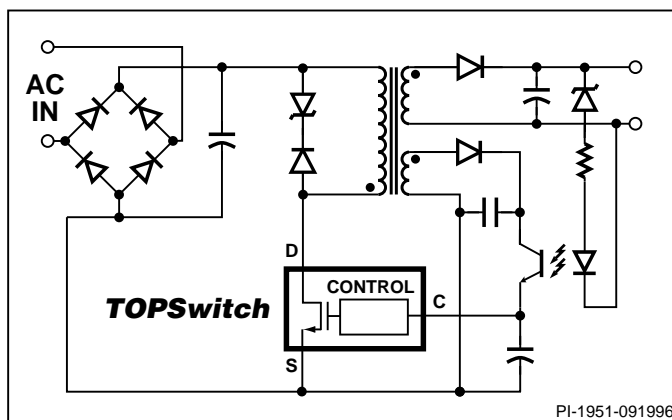 AC
IN
D
CONTROL
C
TOPSwitch
S
PI-1951-091996